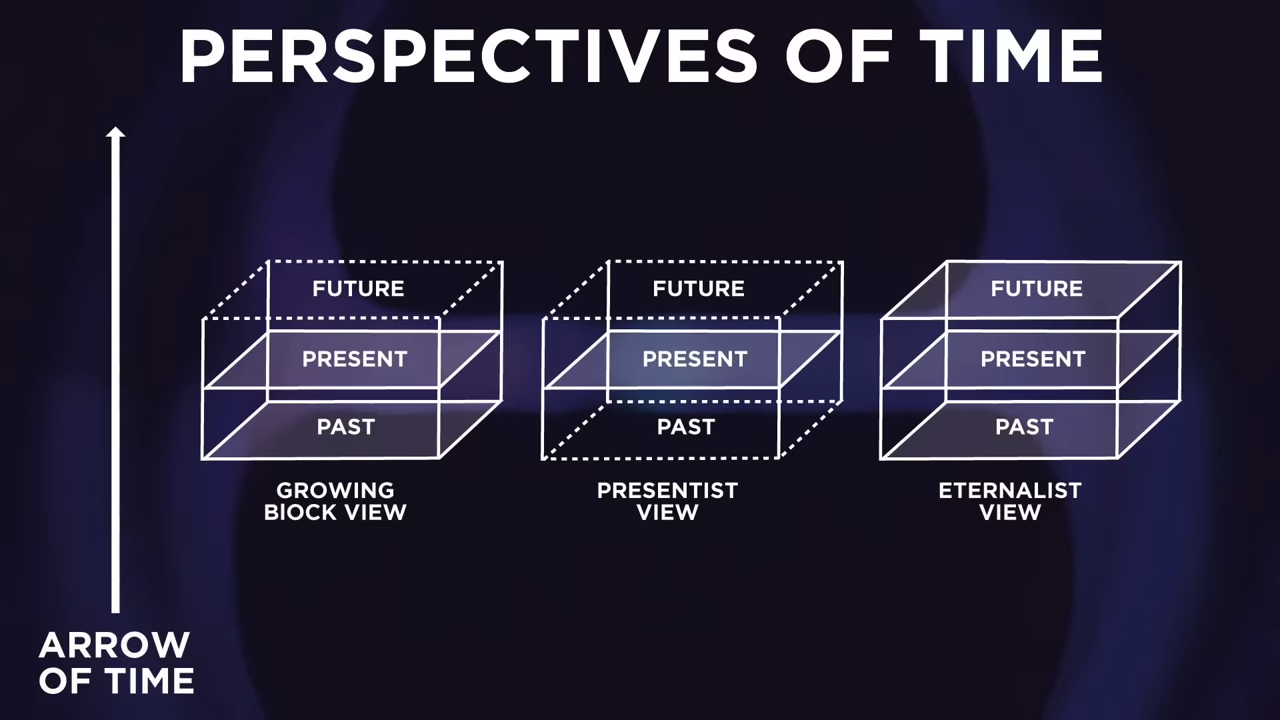 PERSPECTIVES OF TIME
FUTURE
PRESENT
PAST
GROWING
BIOCK VIEW
FUTURE
PRESENT
PAST
PRESENTIST
VIEW
FUTURE
PRESENT
PAST
ETERNALIST
VIEW
ARROW
OF TIME